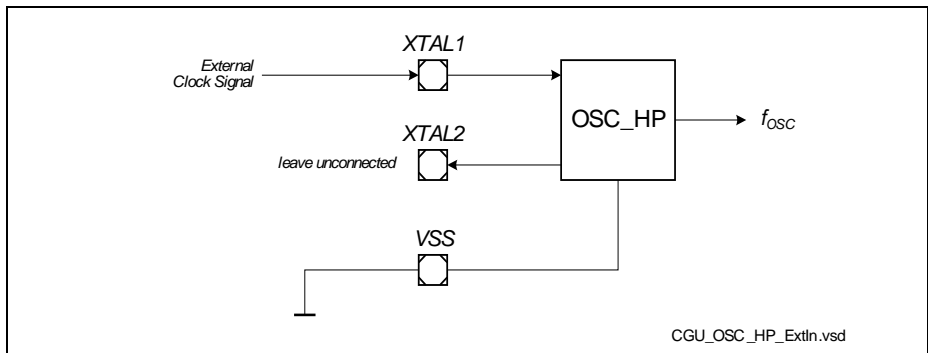 XTAL1
External
Clock Signal
OSC_HP
fOSC
XTAL2
leave unconnected
VSS
CGU_OSC_HP_ExtIn.vsd